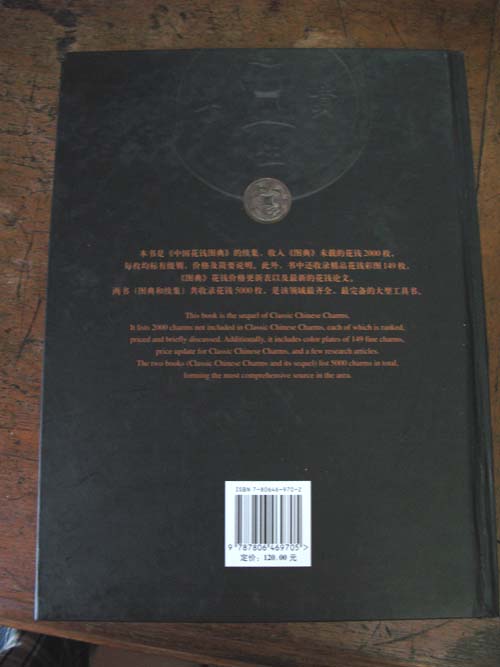 本书是《中国花钱图典》的续集，收入《图典》未载的花钱2000枚，
每枚均标有级别、价格及简要说明。此外，书中还收录精品花钱彩图149枚，
《图典》花钱价格更新表以及最新的花钱论文。
两书（图典和续集）共收录花钱5000枚，是该领域最齐全、最完备的大型工具书。
This book is the sequel of Classic Chinese Charms.
It lists 2000 charms not included in Classic Chinese Charms, each of which is ranked,
priced and briefly discussed. Additionally, it includes color plates of 149 fine charms,
price update for Classic Chinese Charms, and a few research articles.
The two books (Classic Chinese Charms and its sequel) list 5000 charms in total,
forming the most comprehensive source in the area.
ISBN 7-80646-970-2
9 787806 469705 >
定价：120.00 元